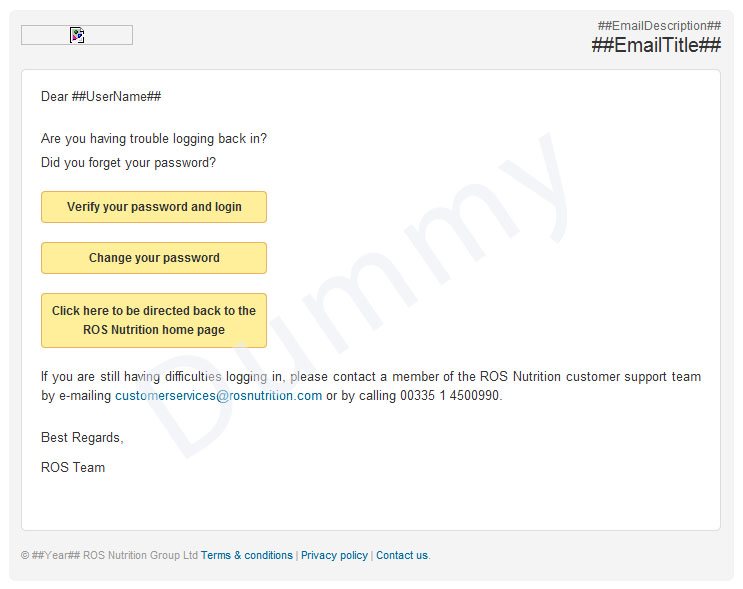 ##EmailDescription##
##EmailTitle##
Dear ##UserName##
Are you having trouble logging back in?
Did you forget your password?
Verify your password and login
Change your password
Click here to be directed back to the
ROS Nutrition home page
If you are still having difficulties logging in, please contact a member of the ROS Nutrition customer support team
by e-mailing customerservices@rosnutrition.com or by calling 00335 1 4500990.
Best Regards,
ROS Team
Dummy
© ##Year## ROS Nutrition Group Ltd Terms & conditions | Privacy policy | Contact us.